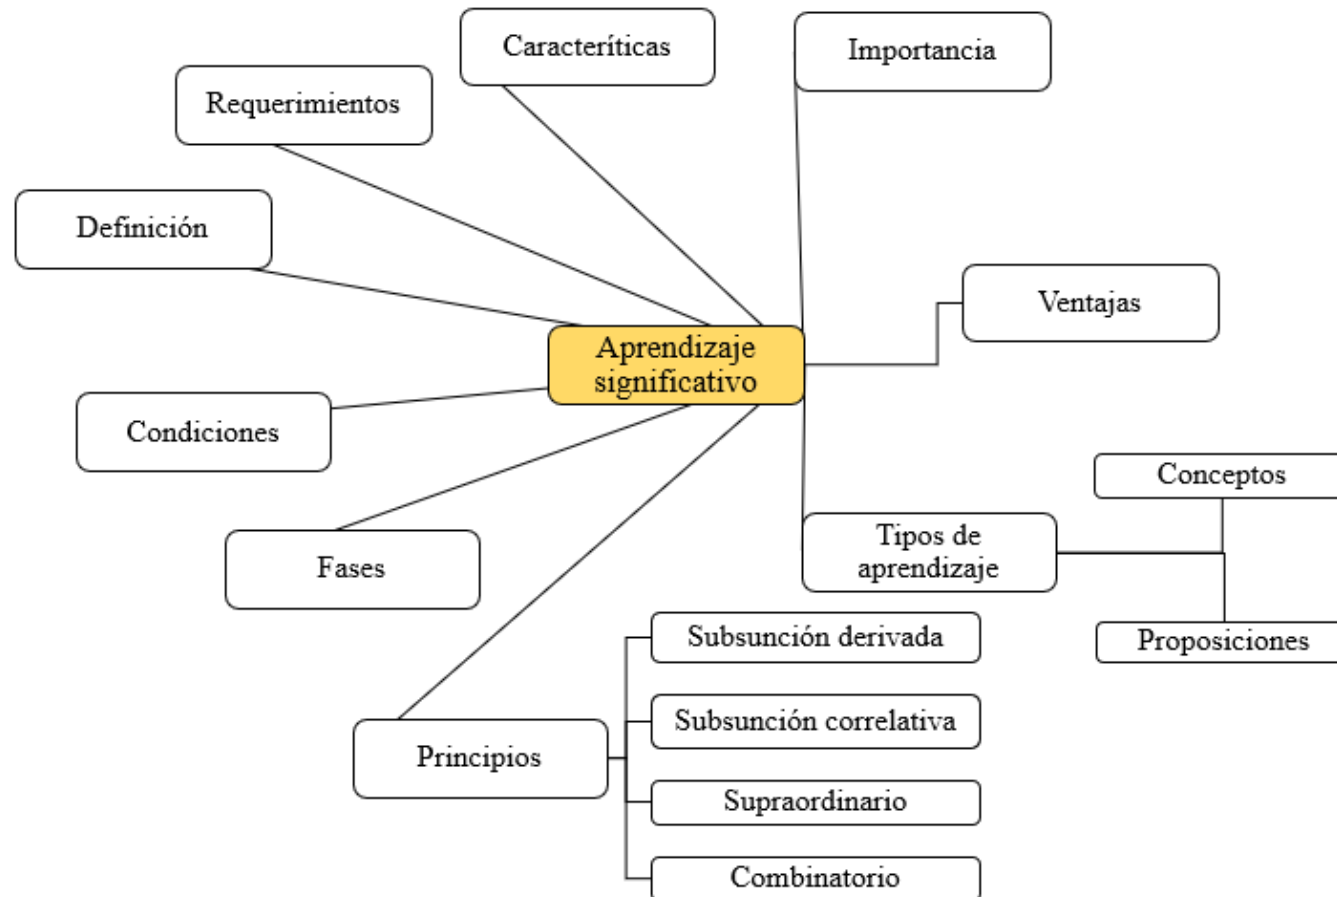 Caracteríticas
Importancia
Requerimientos
Definición
Ventajas
Aprendizaje
significativo
Condiciones
Conceptos
Tipos de
aprendizaje
Fases
Proposiciones
Subsunción derivada
Subsunción correlativa
Principios
Supraordinario
Combinatorio